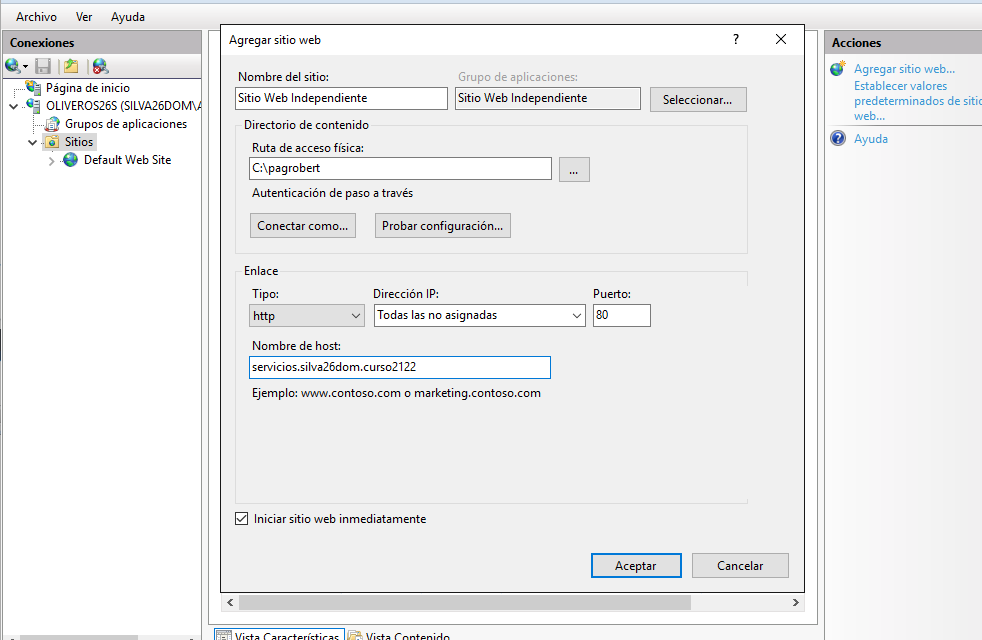 Archivo Ver Ayuda
Conexiones
Página de inicio
OLIVEROS26S (SILVA26DOM\A
Grupos de aplicaciones
Sitios
Default Web Site
Agregar sitio web
?
Nombre del sitio: Grupo de aplicaciones:
Sitio Web Independiente Sitio Web Independiente Seleccionar...
Directorio de contenido
Ruta de acceso física:
C:\pagrobert ...
Autenticación de paso a través
Conectar como... Probar configuración...
Enlace
Tipo: Dirección IP: Puerto:
http Todas las no asignadas 80
Nombre de host:
servicios.silva26dom.curso2122
Ejemplo: www.contoso.com o marketing.contoso.com
Iniciar sitio web inmediatamente
Aceptar Cancelar
Vista Características Vista Contenido
Acciones
Agregar sitio web...
Establecer valores
predeterminados de sitio
web...
Ayuda